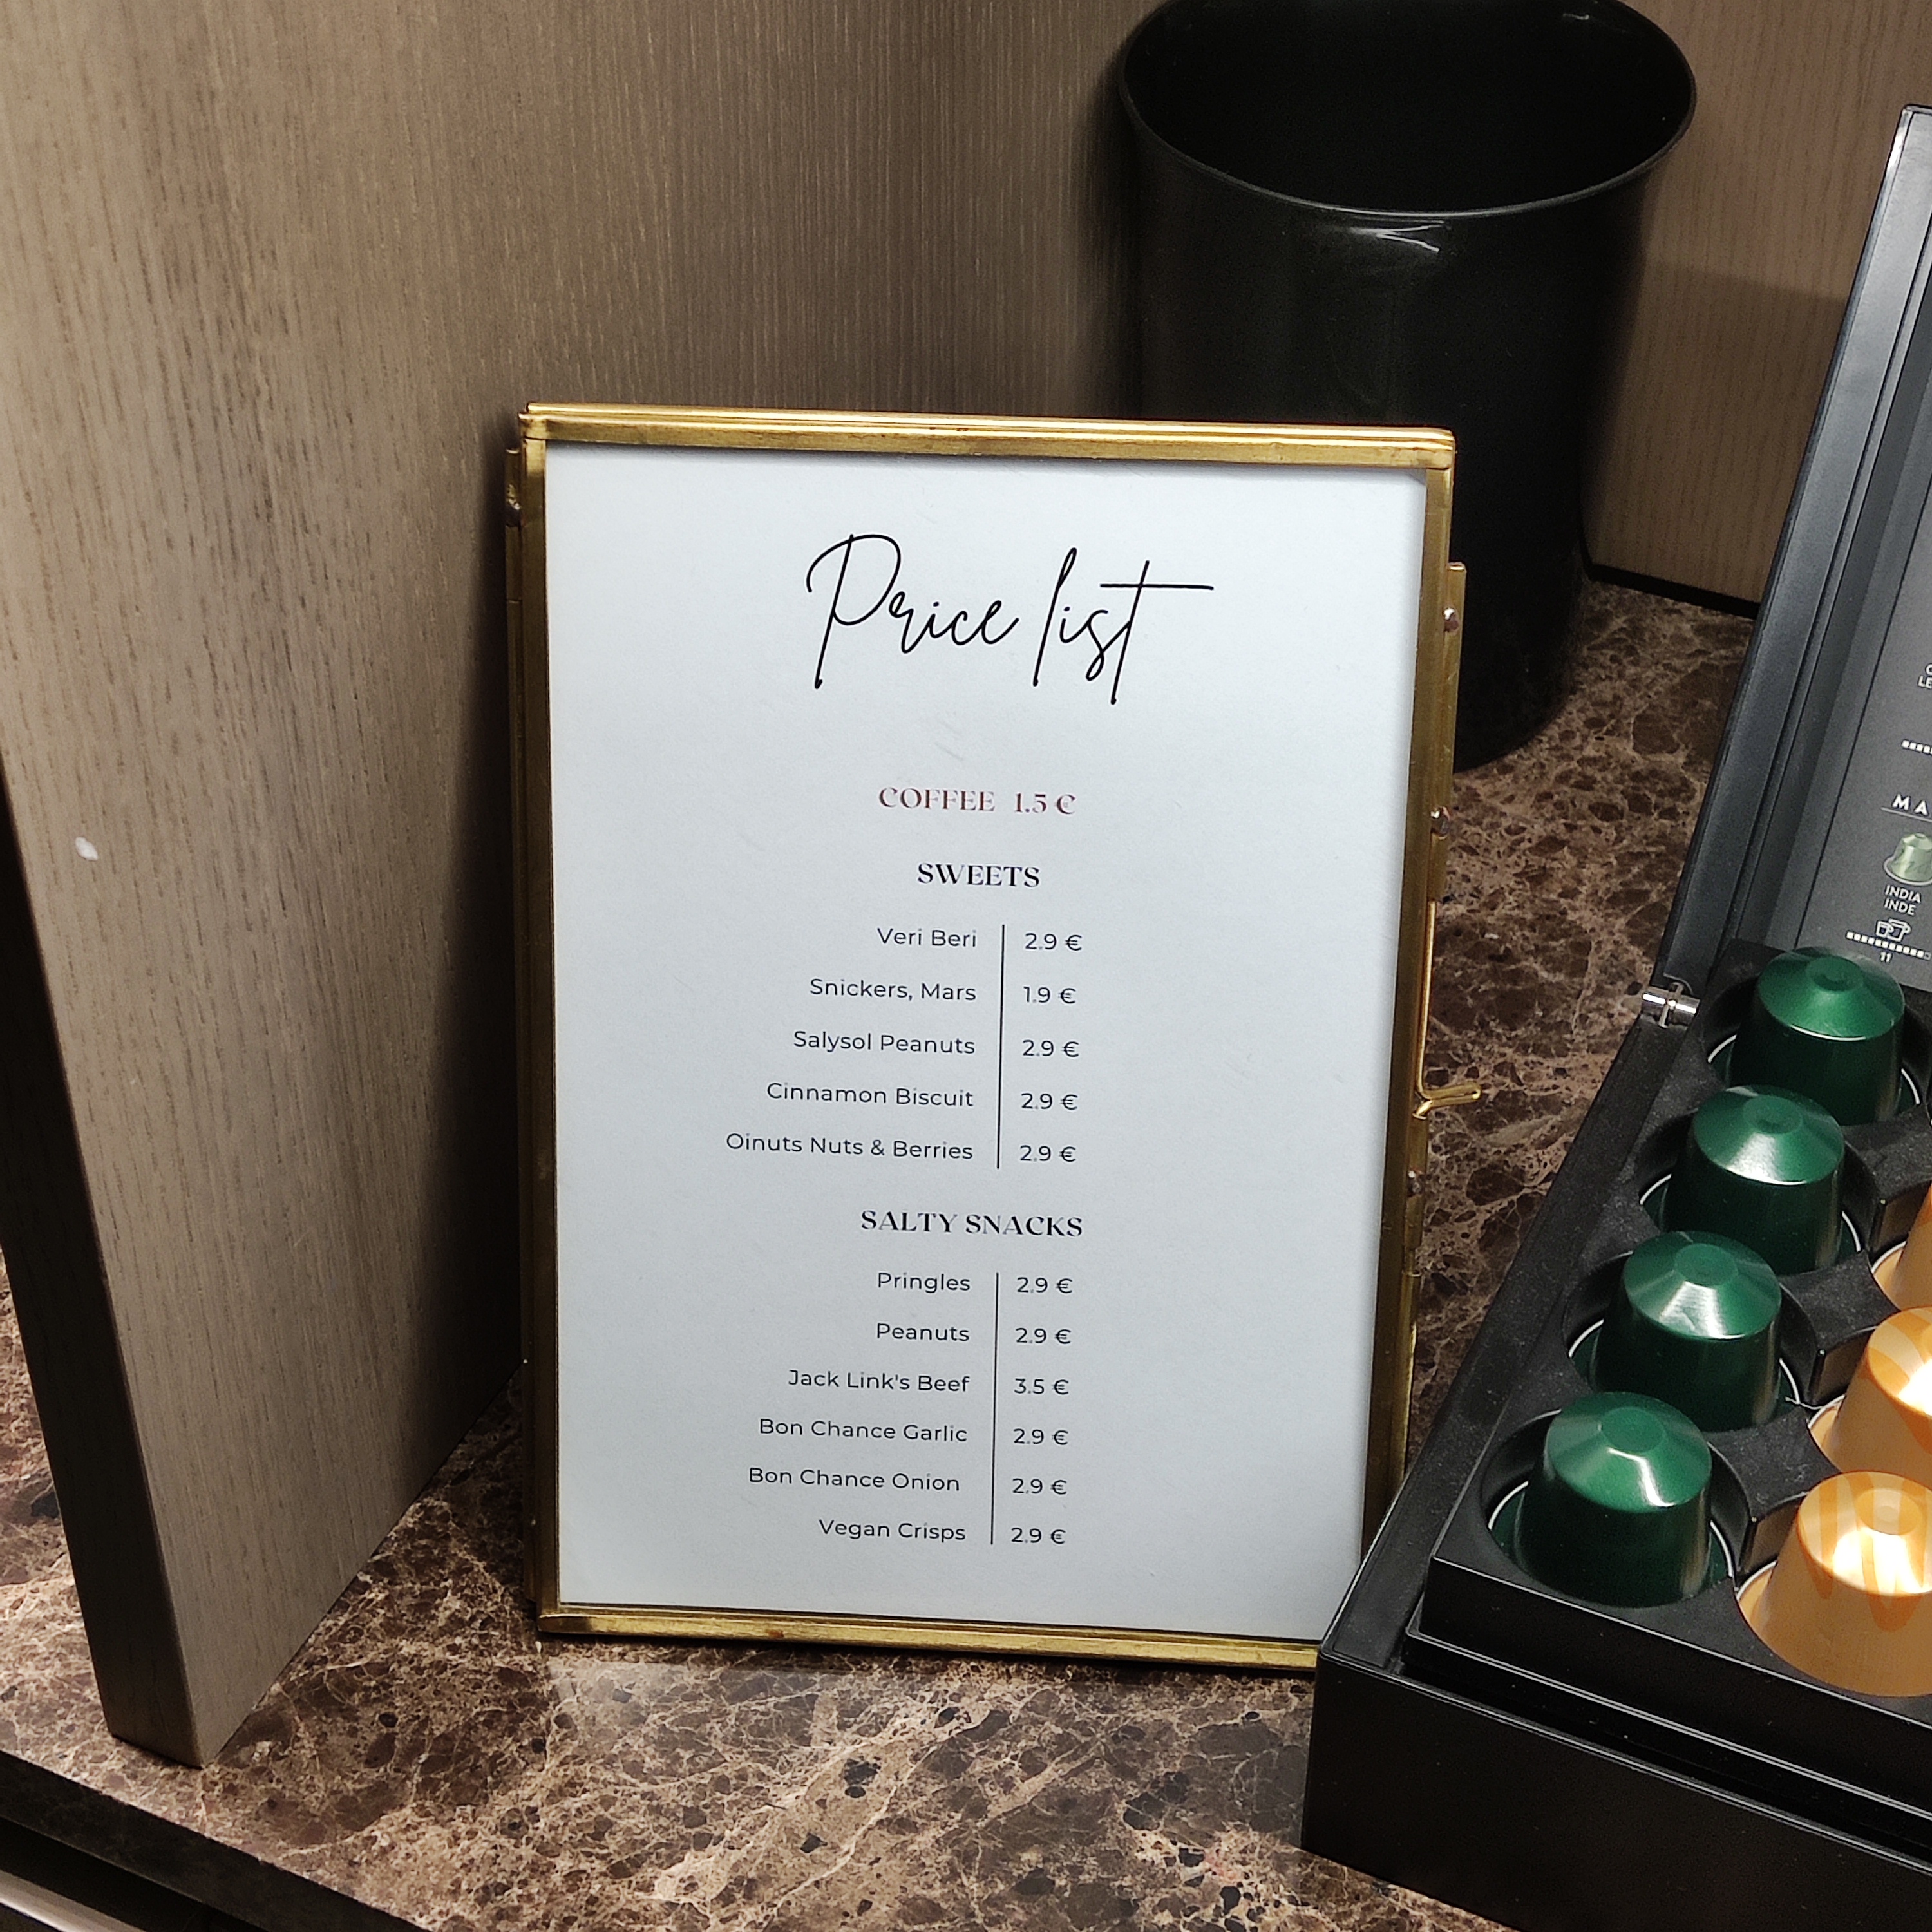 Price list
COFFEE 1.5 €
SWEETS
Veri Beri 2.9 €
Snickers, Mars 1.9 €
Salysol Peanuts 2.9 €
Cinnamon Biscuit 2.9 €
Oinuts Nuts & Berries 2.9 €
SALTY SNACKS
Pringles 2.9 €
Peanuts 2.9 €
Jack Link's Beef 3.5 €
Bon Chance Garlic 2.9 €
Bon Chance Onion 2.9 €
Vegan Crisps 2.9 €
INDIA
INDE
11